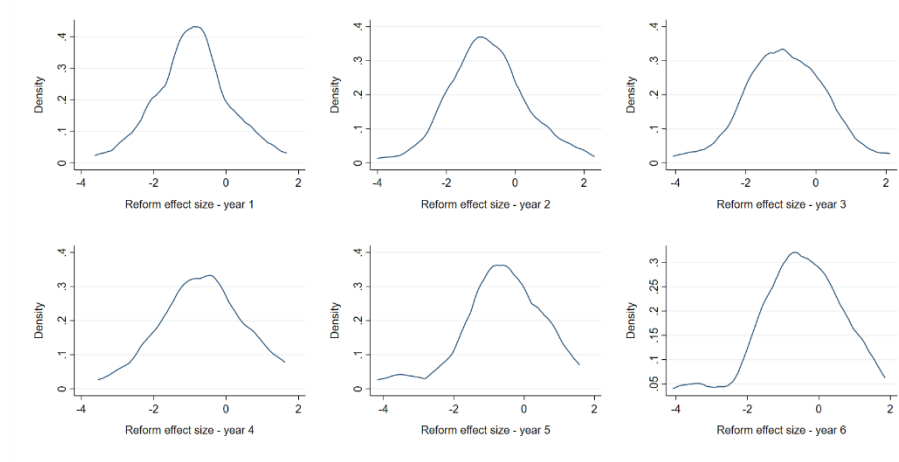 Density
0 .1 .2 .3 .4
-4 -2 0 2
Reform effect size - year 1
Density
0 .1 .2 .3 .4
-4 -2 0 2
Reform effect size - year 2
Density
0 .1 .2 .3 .4
-4 -2 0 2
Reform effect size - year 3
Density
0 .1 .2 .3 .4
-4 -2 0 2
Reform effect size - year 4
Density
0 .1 .2 .3 .4
-4 -2 0 2
Reform effect size - year 5
Density
.05 .1 .15 .2 .25 .3
-4 -2 0 2
Reform effect size - year 6